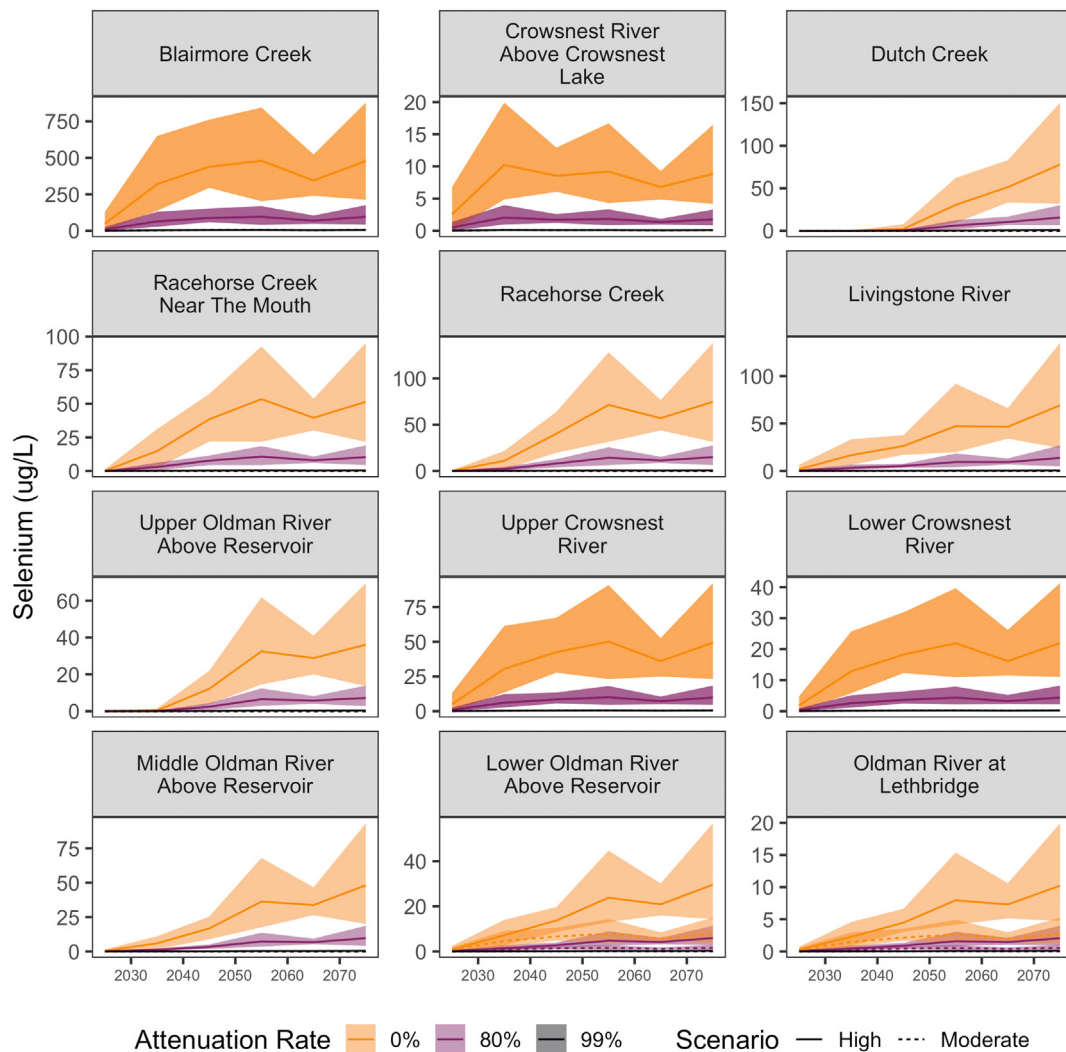 Blairmore Creek
Crowsnest River
Above Crowsnest
Lake
Dutch Creek
750
500
250
0
20
15
10
5
0
150
100
50
0
Racehorse Creek
Near The Mouth
Racehorse Creek
Livingstone River
100
75
50
25
0
100
50
0
100
50
0
Selenium (ug/L)
Upper Oldman River
Above Reservoir
Upper Crowsnest
River
Lower Crowsnest
River
60
40
20
0
75
50
25
0
40
30
20
10
0
Middle Oldman River
Above Reservoir
Lower Oldman River
Above Reservoir
Oldman River at
Lethbridge
75
50
25
0
40
20
0
20
15
10
5
0
2030 2040 2050 2060 2070
2030 2040 2050 2060 2070
2030 2040 2050 2060 2070
Attenuation Rate 0% 80% 99% Scenario High Moderate